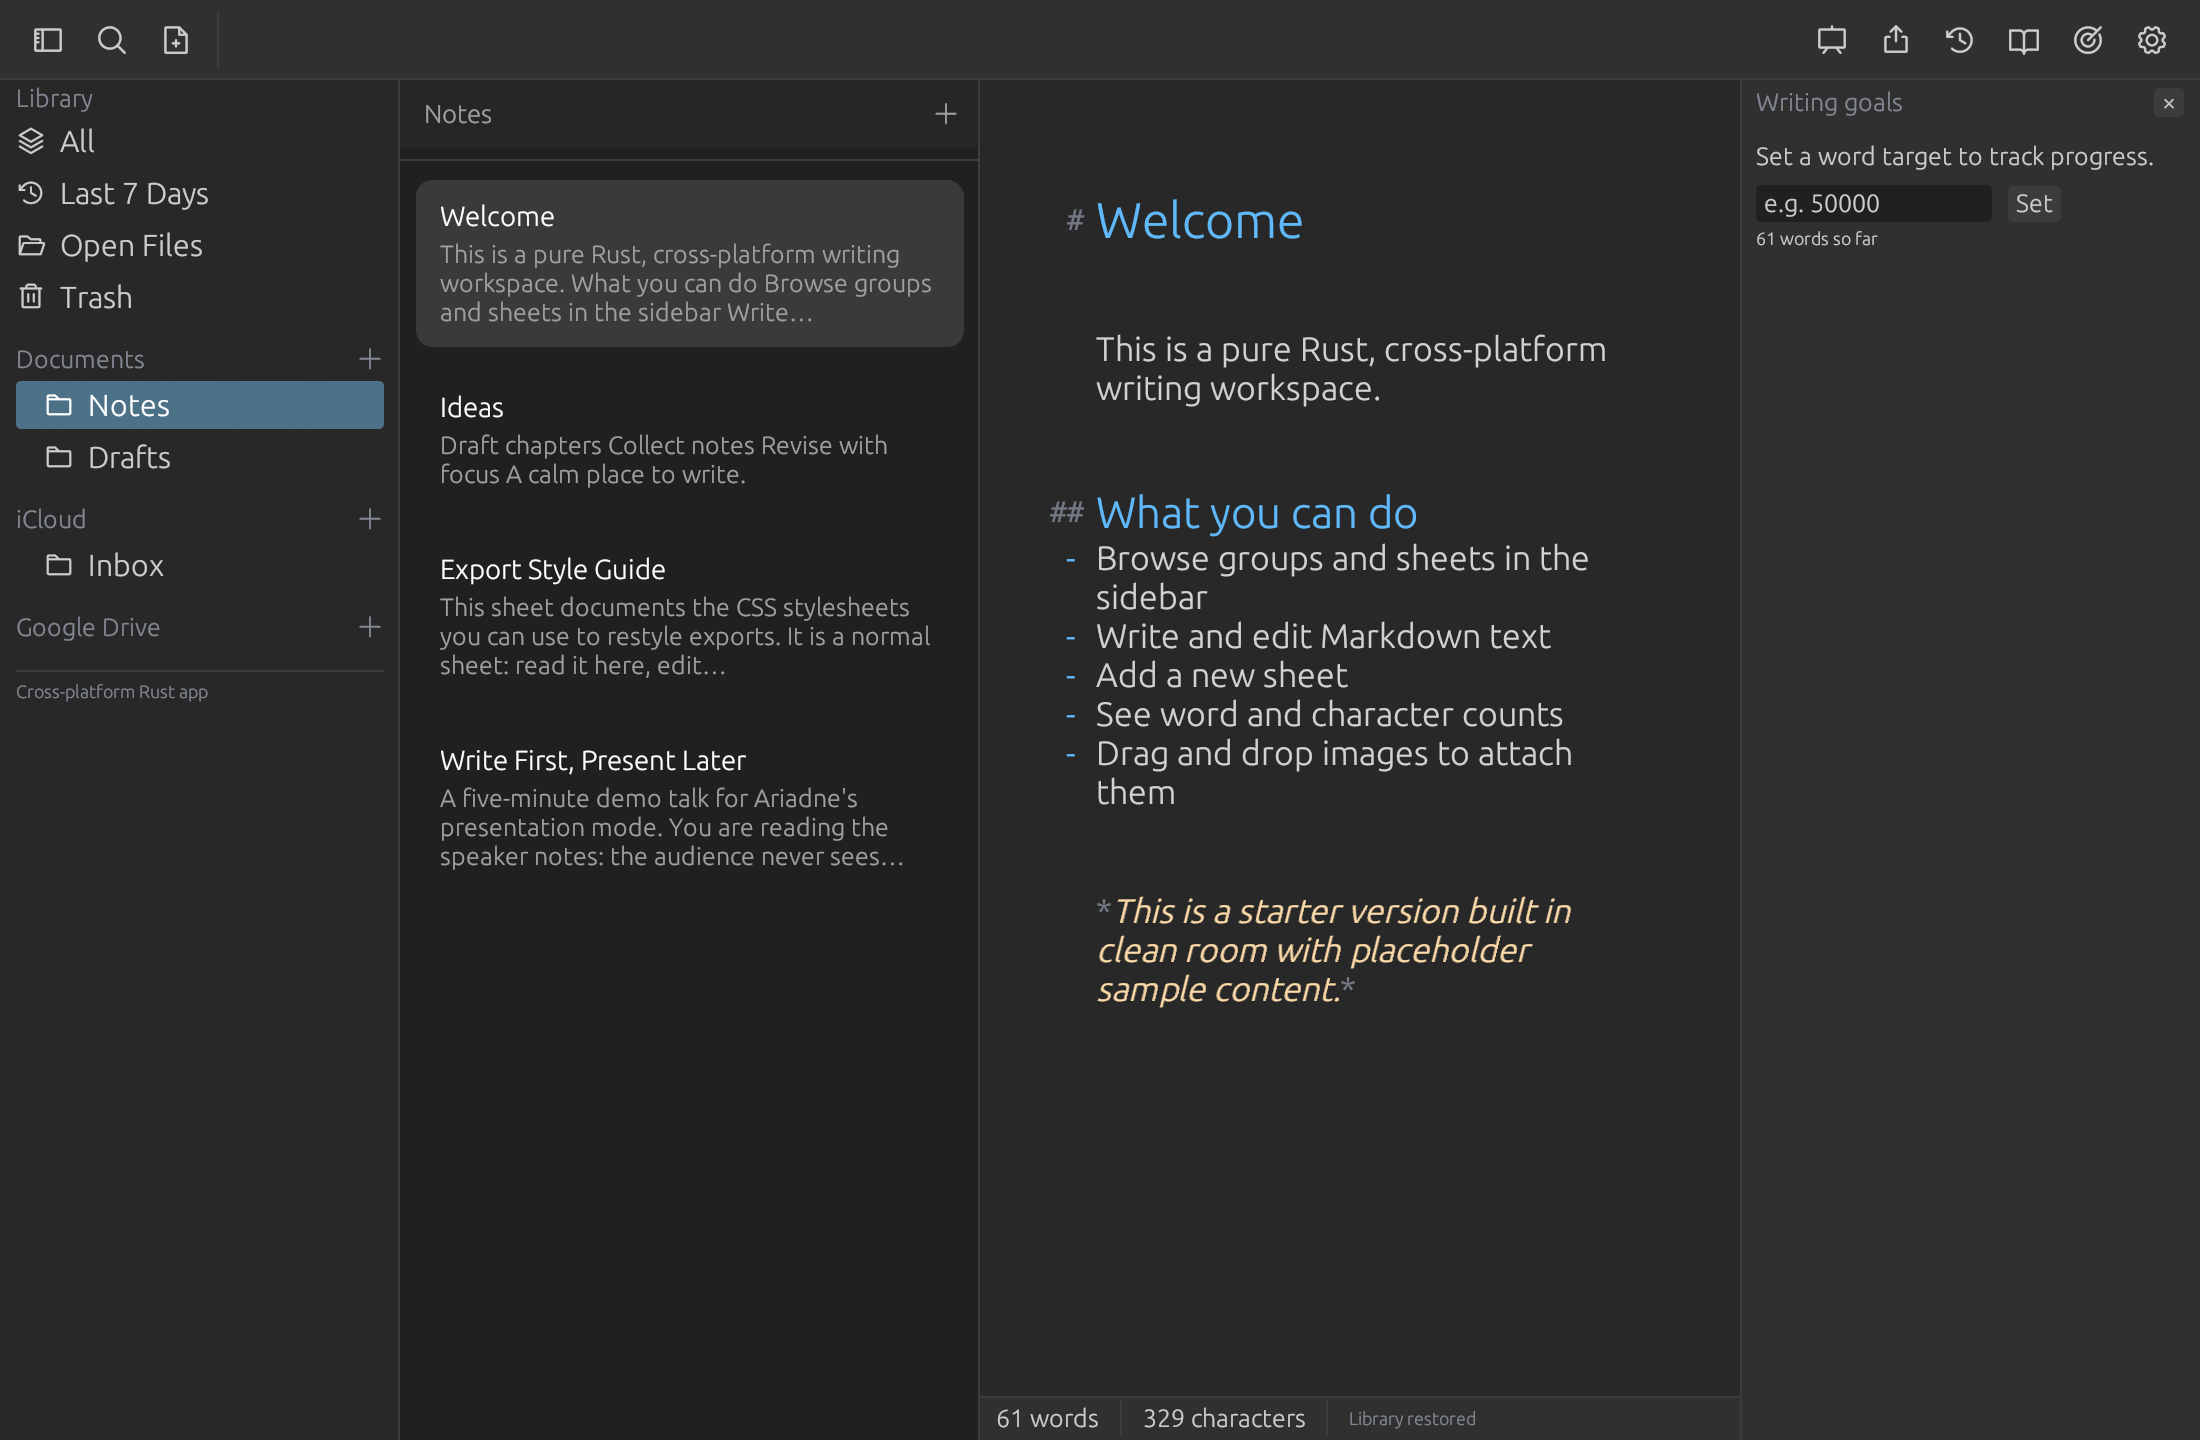 Library
All
Last 7 Days
Open Files
Trash
Documents
Notes
Drafts
iCloud
Inbox
Google Drive
Cross-platform Rust app
Notes
Welcome
This is a pure Rust, cross-platform writing
workspace. What you can do Browse groups
and sheets in the sidebar Write…
Ideas
Draft chapters Collect notes Revise with
focus A calm place to write.
Export Style Guide
This sheet documents the CSS stylesheets
you can use to restyle exports. It is a normal
sheet: read it here, edit…
Write First, Present Later
A five-minute demo talk for Ariadne's
presentation mode. You are reading the
speaker notes: the audience never sees…
# Welcome
This is a pure Rust, cross-platform
writing workspace.
## What you can do
- Browse groups and sheets in the
sidebar
- Write and edit Markdown text
- Add a new sheet
- See word and character counts
- Drag and drop images to attach
them
*This is a starter version built in
clean room with placeholder
sample content.*
61 words
329 characters
Library restored
Writing goals
Set a word target to track progress.
e.g. 50000
Set
61 words so far